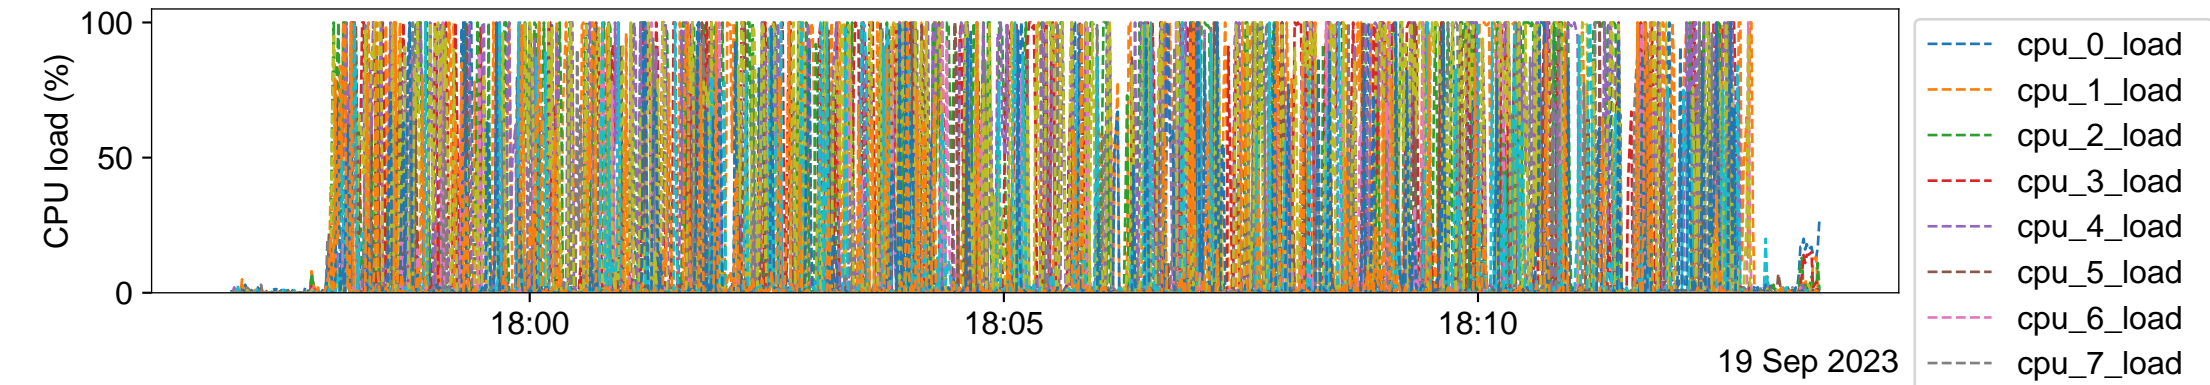 CPU load (%)
100
50
0
18:00
18:05
18:10
19 Sep 2023
cpu_0_load
cpu_1_load
cpu_2_load
cpu_3_load
cpu_4_load
cpu_5_load
cpu_6_load
cpu_7_load